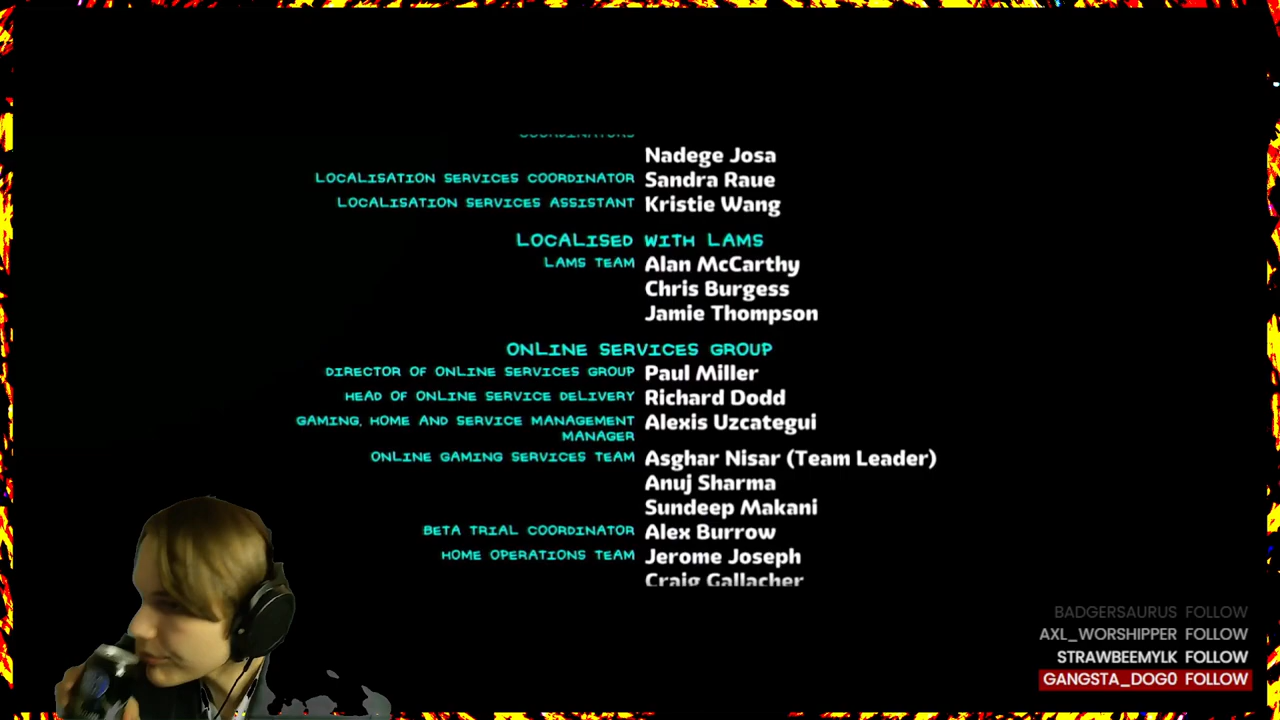 COORDINATORS
Nadege Josa
LOCALISATION SERVICES COORDINATOR Sandra Raue
LOCALISATION SERVICES ASSISTANT Kristie Wang
LOCALISED WITH LAMS
LAMS TEAM Alan McCarthy
Chris Burgess
Jamie Thompson
ONLINE SERVICES GROUP
DIRECTOR OF ONLINE SERVICES GROUP Paul Miller
HEAD OF ONLINE SERVICE DELIVERY Richard Dodd
GAMING, HOME AND SERVICE MANAGEMENT Alexis Uzcategui
MANAGER
ONLINE GAMING SERVICES TEAM Asghar Nisar (Team Leader)
Anuj Sharma
Sundeep Makani
BETA TRIAL COORDINATOR Alex Burrow
HOME OPERATIONS TEAM Jerome Joseph
Craig Gallacher
BADGERSAURUS FOLLOW
AXL_WORSHIPPER FOLLOW
STRAWBEEMYLK FOLLOW
GANGSTA_DOG0 FOLLOW